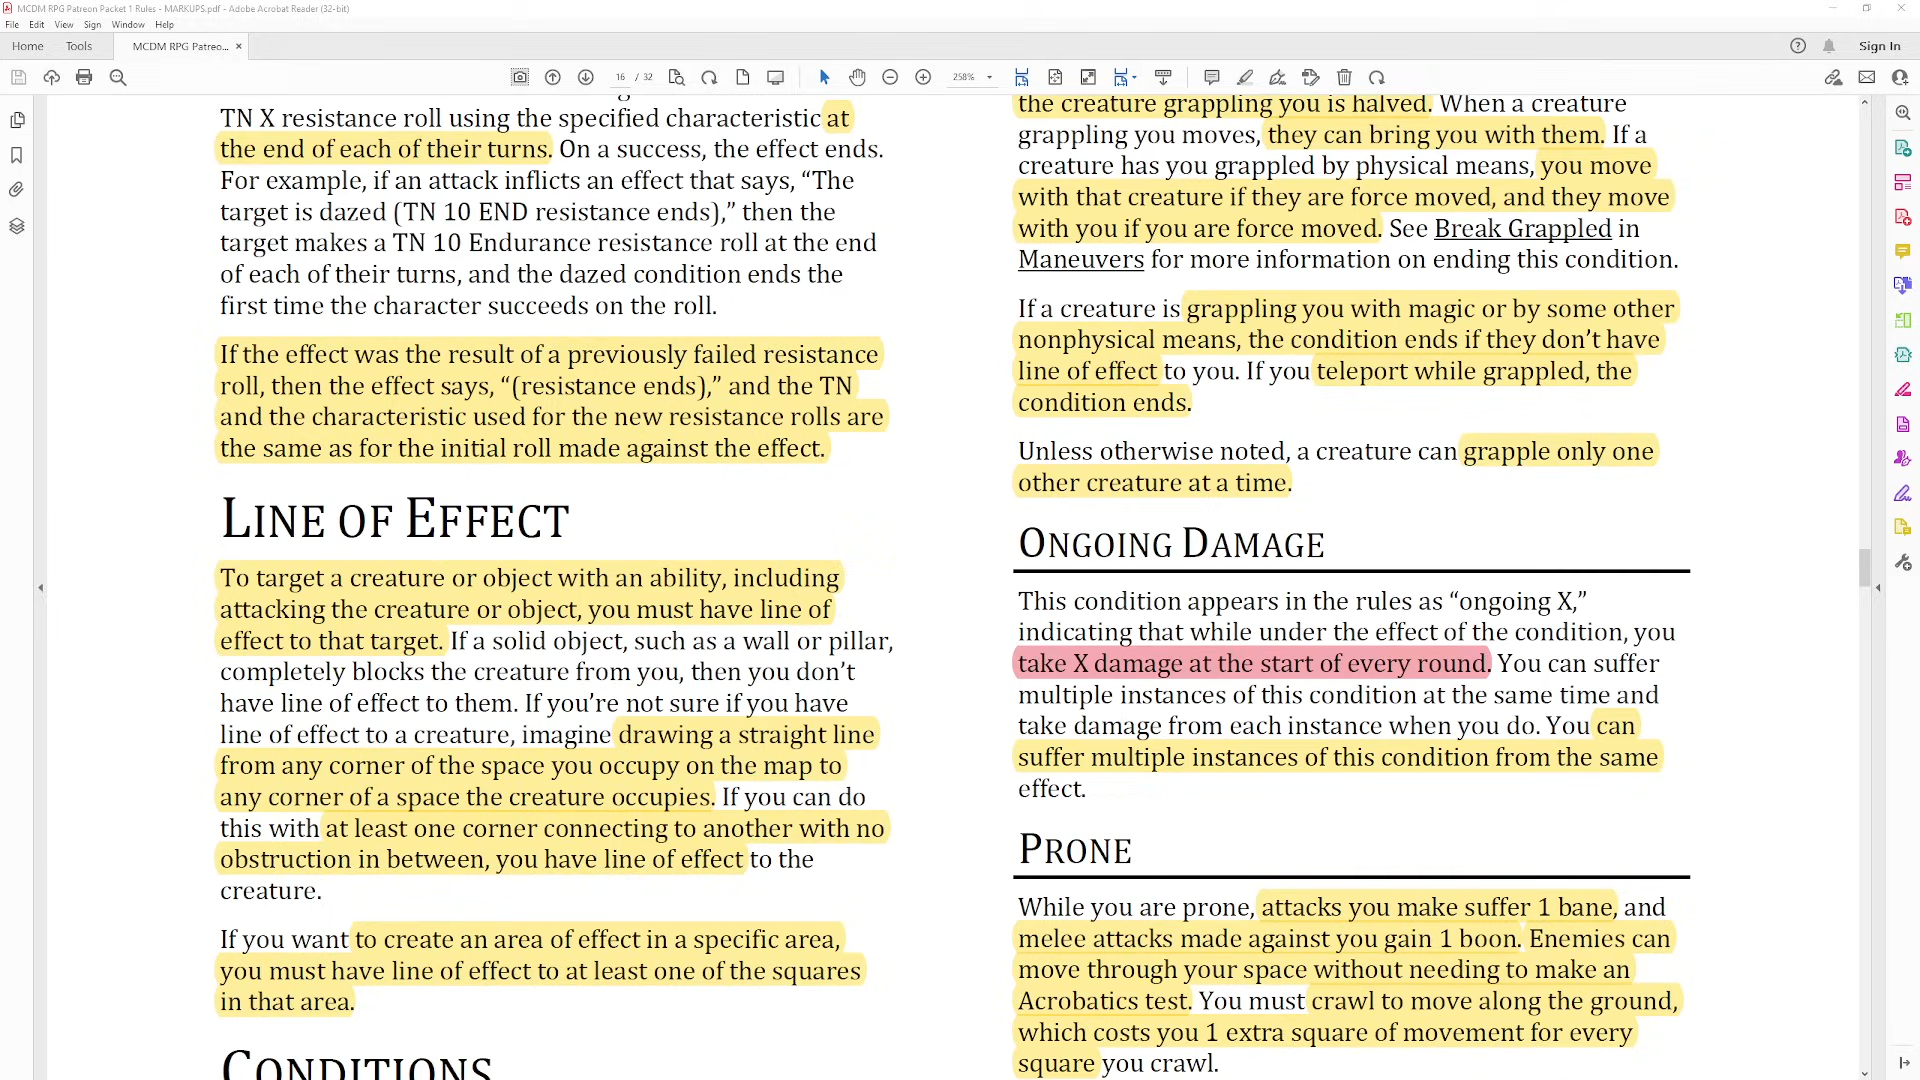 MCDM RPG Patreon Packet 1 Rules - MARKUPS.pdf - Adobe Acrobat Reader (32-bit)
File Edit View Sign Window Help
Home Tools MCDM RPG Patreo... × Sign In
16 / 32 258%
TN X resistance roll using the specified characteristic at
the end of each of their turns. On a success, the effect ends.
For example, if an attack inflicts an effect that says, “The
target is dazed (TN 10 END resistance ends),” then the
target makes a TN 10 Endurance resistance roll at the end
of each of their turns, and the dazed condition ends the
first time the character succeeds on the roll.
If the effect was the result of a previously failed resistance
roll, then the effect says, “(resistance ends),” and the TN
and the characteristic used for the new resistance rolls are
the same as for the initial roll made against the effect.
LINE OF EFFECT
To target a creature or object with an ability, including
attacking the creature or object, you must have line of
effect to that target. If a solid object, such as a wall or pillar,
completely blocks the creature from you, then you don’t
have line of effect to them. If you’re not sure if you have
line of effect to a creature, imagine drawing a straight line
from any corner of the space you occupy on the map to
any corner of a space the creature occupies. If you can do
this with at least one corner connecting to another with no
obstruction in between, you have line of effect to the
creature.
If you want to create an area of effect in a specific area,
you must have line of effect to at least one of the squares
in that area.
CONDITIONS
the creature grappling you is halved. When a creature
grappling you moves, they can bring you with them. If a
creature has you grappled by physical means, you move
with that creature if they are force moved, and they move
with you if you are force moved. See Break Grappled in
Maneuvers for more information on ending this condition.
If a creature is grappling you with magic or by some other
nonphysical means, the condition ends if they don’t have
line of effect to you. If you teleport while grappled, the
condition ends.
Unless otherwise noted, a creature can grapple only one
other creature at a time.
ONGOING DAMAGE
This condition appears in the rules as “ongoing X,”
indicating that while under the effect of the condition, you
take X damage at the start of every round. You can suffer
multiple instances of this condition at the same time and
take damage from each instance when you do. You can
suffer multiple instances of this condition from the same
effect.
PRONE
While you are prone, attacks you make suffer 1 bane, and
melee attacks made against you gain 1 boon. Enemies can
move through your space without needing to make an
Acrobatics test. You must crawl to move along the ground,
which costs you 1 extra square of movement for every
square you crawl.